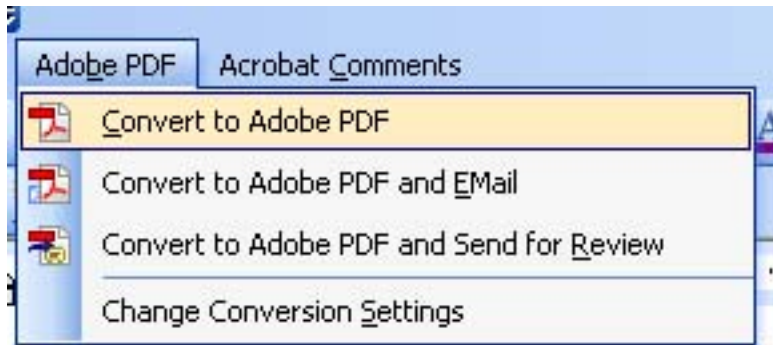 Adobe PDF Acrobat Comments
Convert to Adobe PDF
Convert to Adobe PDF and EMail
Convert to Adobe PDF and Send for Review
Change Conversion Settings